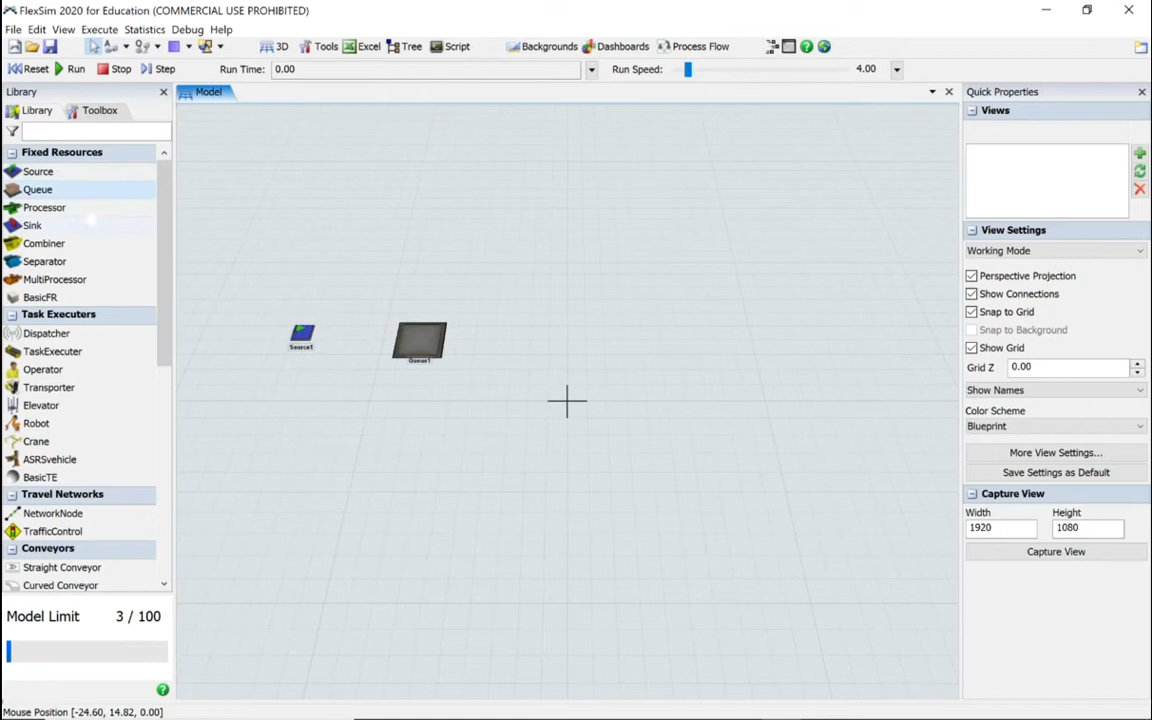 FlexSim 2020 for Education (COMMERCIAL USE PROHIBITED)
File Edit View Execute Statistics Debug Help
3D Tools Excel Tree Script Backgrounds Dashboards Process Flow
Reset Run Stop Step Run Time: 0.00 Run Speed: 4.00
Library
Library Toolbox
Fixed Resources
Source
Queue
Processor
Sink
Combiner
Separator
MultiProcessor
BasicFR
Task Executers
Dispatcher
TaskExecuter
Operator
Transporter
Elevator
Robot
Crane
ASRSvehicle
BasicTE
Travel Networks
NetworkNode
TrafficControl
Conveyors
Straight Conveyor
Curved Conveyor
Model Limit 3 / 100
Mouse Position [-24.60, 14.82, 0.00]
Model
Source1
Queue1
Quick Properties
Views
View Settings
Working Mode
Perspective Projection
Show Connections
Snap to Grid
Snap to Background
Show Grid
Grid Z 0.00
Show Names
Color Scheme
Blueprint
More View Settings...
Save Settings as Default
Capture View
Width Height
1920 1080
Capture View